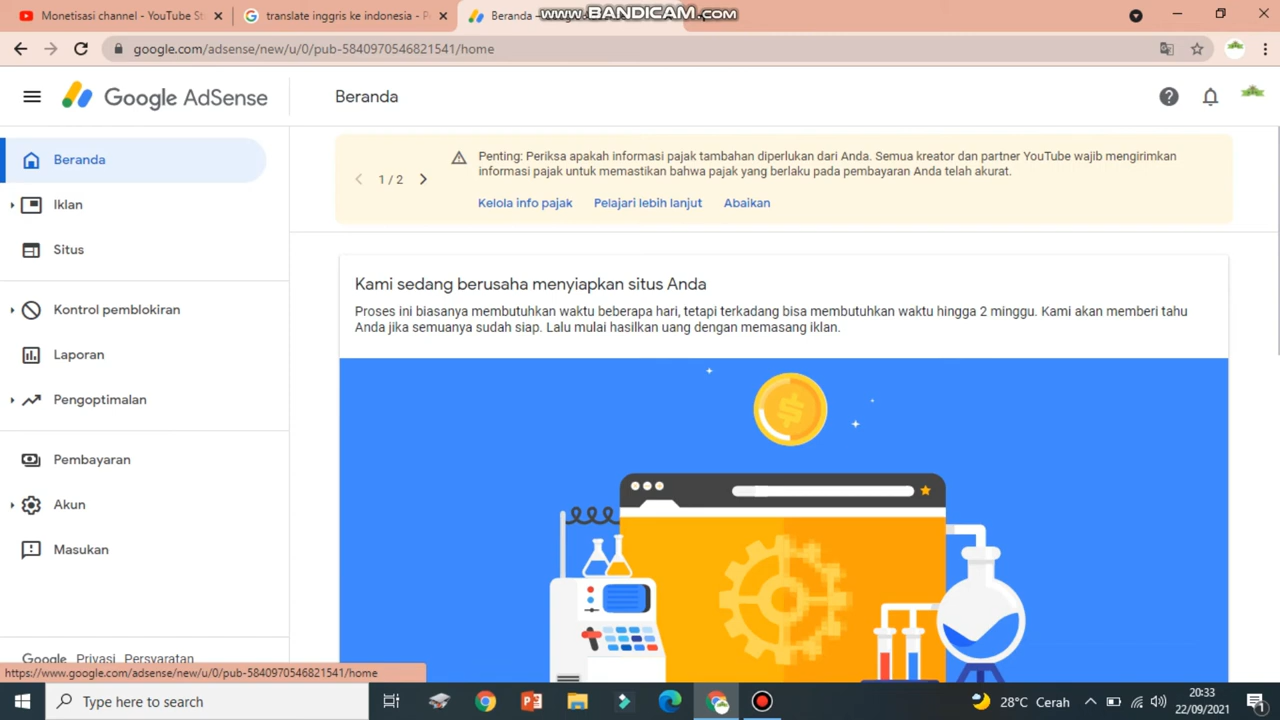 Monetisasi channel - YouTube St
translate inggris ke indonesia - P
Beranda
www.BANDICAM.com
google.com/adsense/new/u/0/pub-5840970546821541/home
Google AdSense
Beranda
Beranda
Iklan
Situs
Kontrol pemblokiran
Laporan
Pengoptimalan
Pembayaran
Akun
Masukan
Google Privasi Persyaratan
1 / 2
Penting: Periksa apakah informasi pajak tambahan diperlukan dari Anda. Semua kreator dan partner YouTube wajib mengirimkan
informasi pajak untuk memastikan bahwa pajak yang berlaku pada pembayaran Anda telah akurat.
Kelola info pajak Pelajari lebih lanjut Abaikan
Kami sedang berusaha menyiapkan situs Anda
Proses ini biasanya membutuhkan waktu beberapa hari, tetapi terkadang bisa membutuhkan waktu hingga 2 minggu. Kami akan memberi tahu
Anda jika semuanya sudah siap. Lalu mulai hasilkan uang dengan memasang iklan.
https://www.google.com/adsense/new/u/0/pub-5840970546821541/home
Type here to search
28°C Cerah
20:33
22/09/2021
1